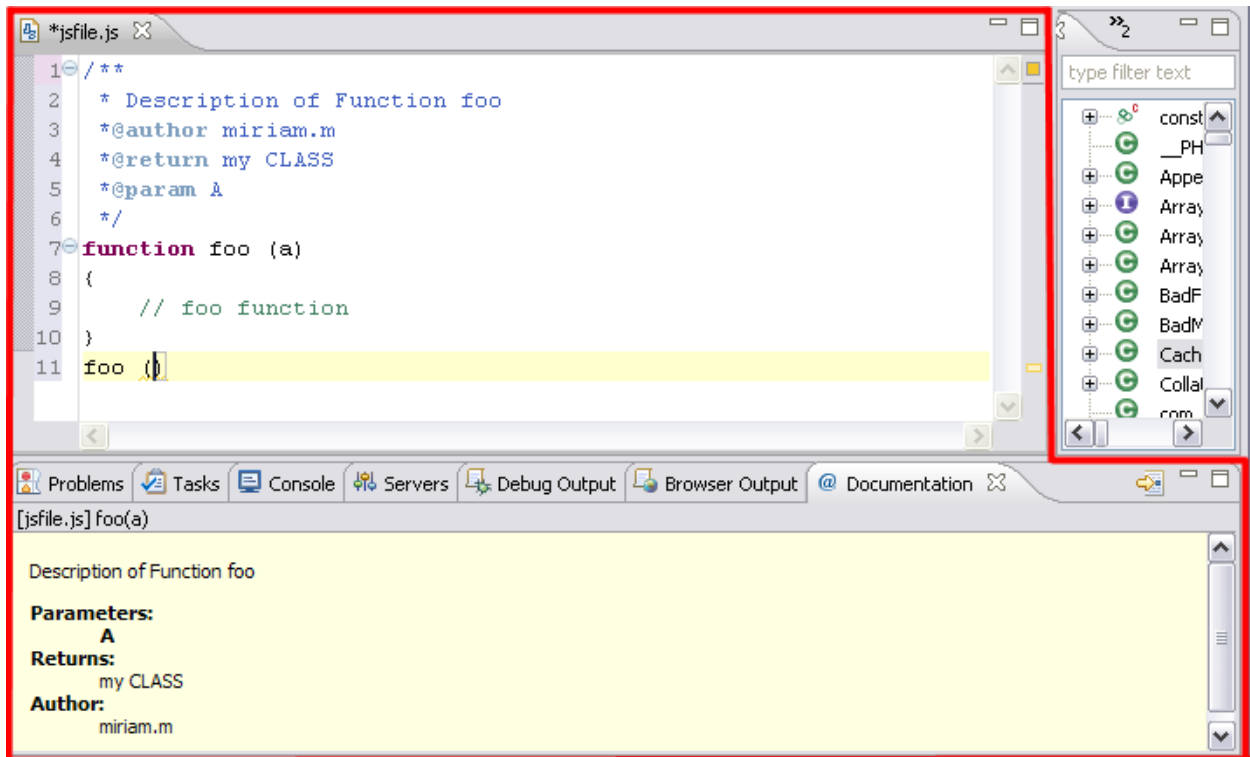 *jsfile.js
1 /**
2 * Description of Function foo
3 *@author miriam.m
4 *@return my CLASS
5 *@param A
6 */
7 function foo (a)
8 {
9 // foo function
10 }
11 foo ()
»2
type filter text
const
__PH
Appe
Array
Array
Array
BadF
BadM
Cach
Collal
com
Problems Tasks Console Servers Debug Output Browser Output @ Documentation
[jsfile.js] foo(a)
Description of Function foo
Parameters:
A
Returns:
my CLASS
Author:
miriam.m